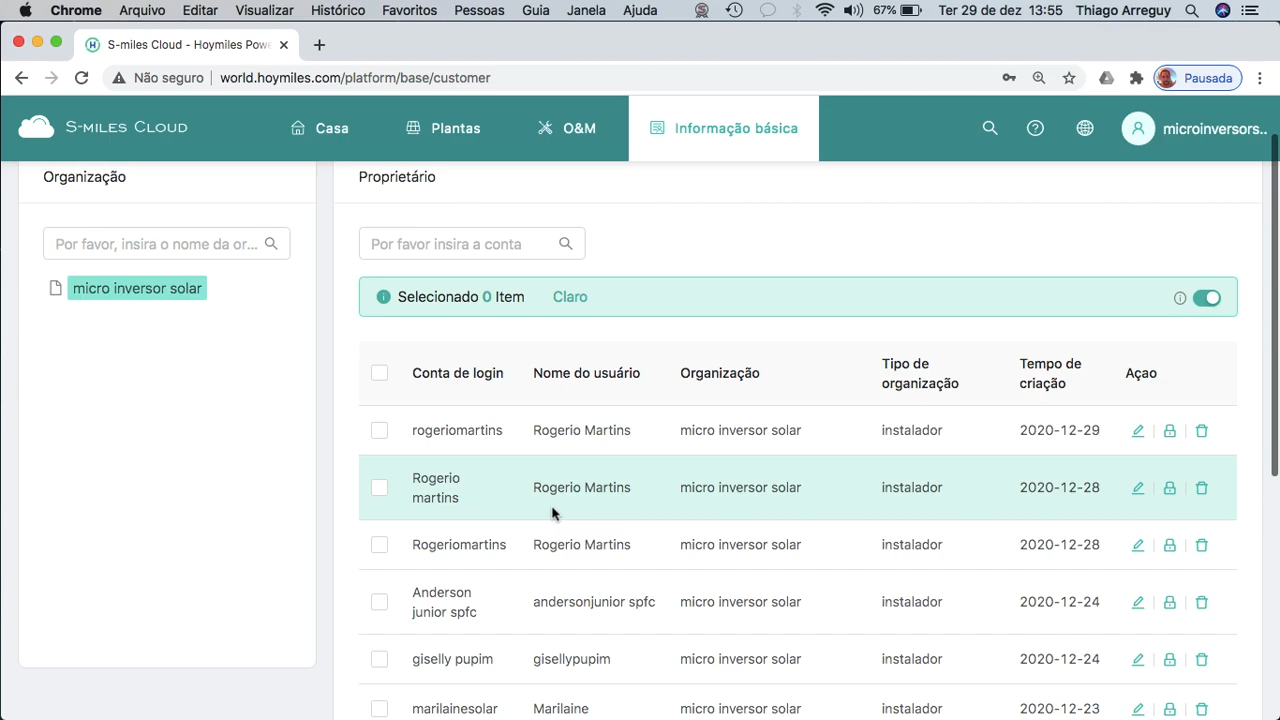 Chrome Arquivo Editar Visualizar Histórico Favoritos Pessoas Guia Janela Ajuda 67% Ter 29 de dez 13:55 Thiago Arreguy
S-miles Cloud - Hoymiles Powe
Não seguro world.hoymiles.com/platform/base/customer Pausada
S-MILES CLOUD Casa Plantas O&M Informação básica microinversors..
Organização
Por favor, insira o nome da or...
micro inversor solar
Proprietário
Por favor insira a conta
Selecionado 0 Item Claro
Conta de login Nome do usuário Organização Tipo de organização Tempo de criação Açao
rogeriomartins Rogerio Martins micro inversor solar instalador 2020-12-29
Rogerio martins Rogerio Martins micro inversor solar instalador 2020-12-28
Rogeriomartins Rogerio Martins micro inversor solar instalador 2020-12-28
Anderson junior spfc andersonjunior spfc micro inversor solar instalador 2020-12-24
giselly pupim gisellypupim micro inversor solar instalador 2020-12-24
marilainesolar Marilaine micro inversor solar instalador 2020-12-23